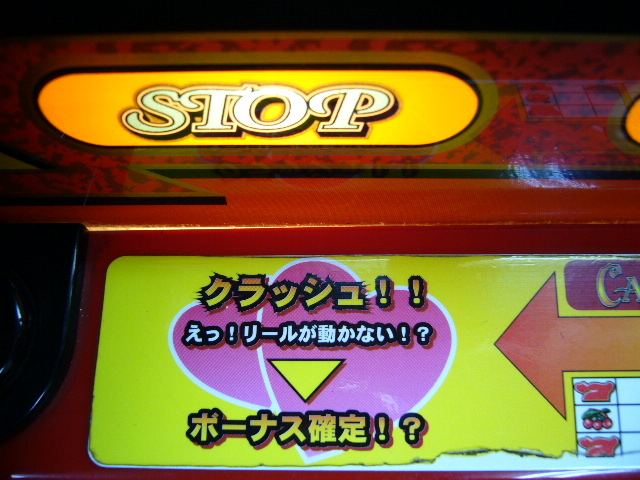 STOP
クラッシュ！！
えっ！リールが動かない！？
ボーナス確定！？